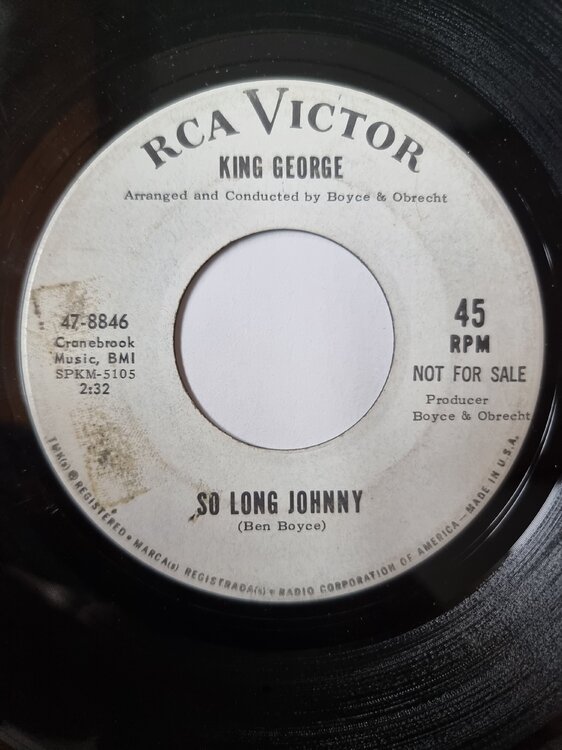 RCA VICTOR
KING GEORGE
Arranged and Conducted by Boyce & Obrecht
47-8846
Cranebrook
Music, BMI
SPKM-5105
2:32
45
RPM
NOT FOR SALE
Producer
Boyce & Obrecht
SO LONG JOHNNY
(Ben Boyce)
TMK(s) ® REGISTERED • MARCA(s) REGISTRADA(s) • RADIO CORPORATION OF AMERICA—MADE IN U.S.A.